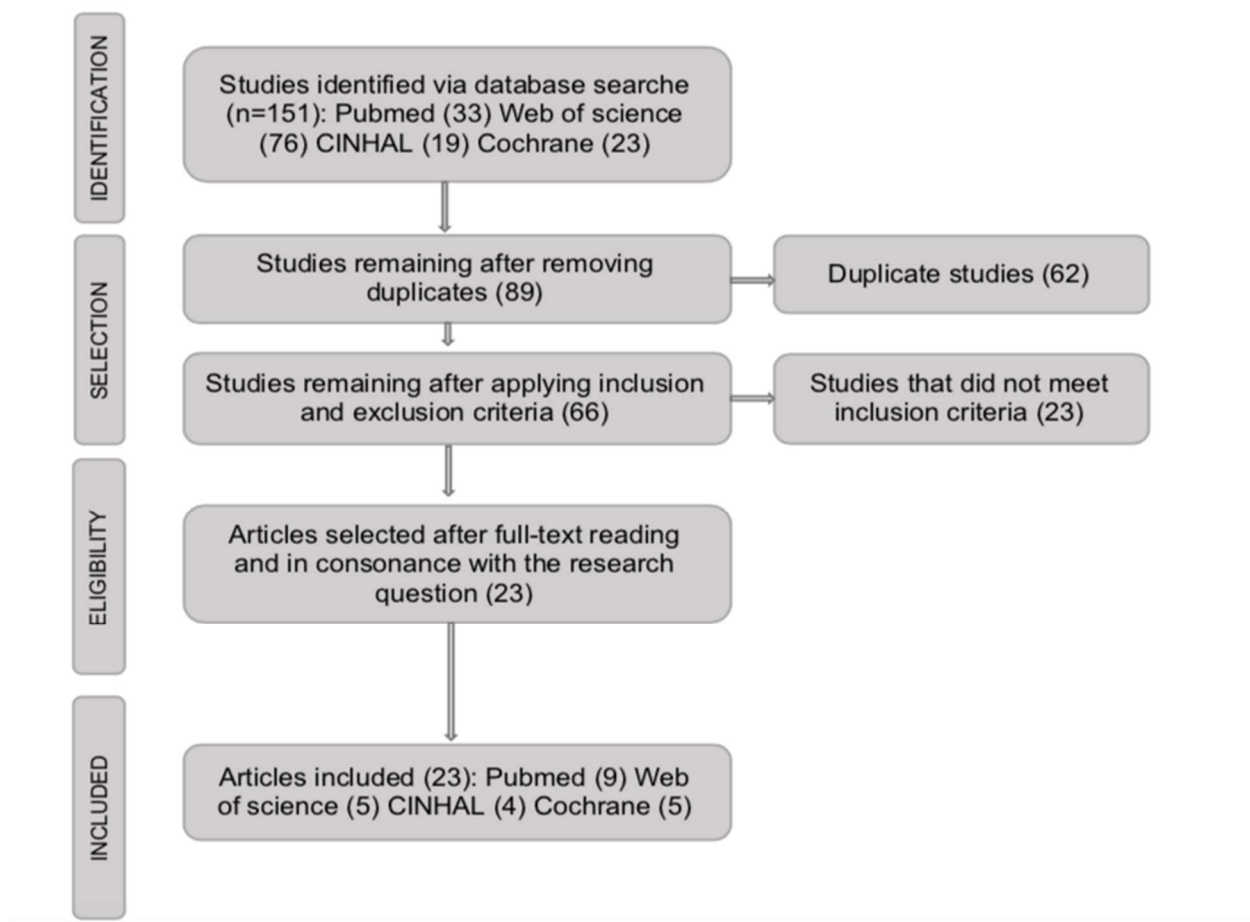 IDENTIFICATION
Studies identified via database searche
(n=151): Pubmed (33) Web of science
(76) CINHAL (19) Cochrane (23)
SELECTION
Studies remaining after removing
duplicates (89)
Duplicate studies (62)
Studies remaining after applying inclusion
and exclusion criteria (66)
Studies that did not meet
inclusion criteria (23)
ELIGIBILITY
Articles selected after full-text reading
and in consonance with the research
question (23)
INCLUDED
Articles included (23): Pubmed (9) Web
of science (5) CINHAL (4) Cochrane (5)